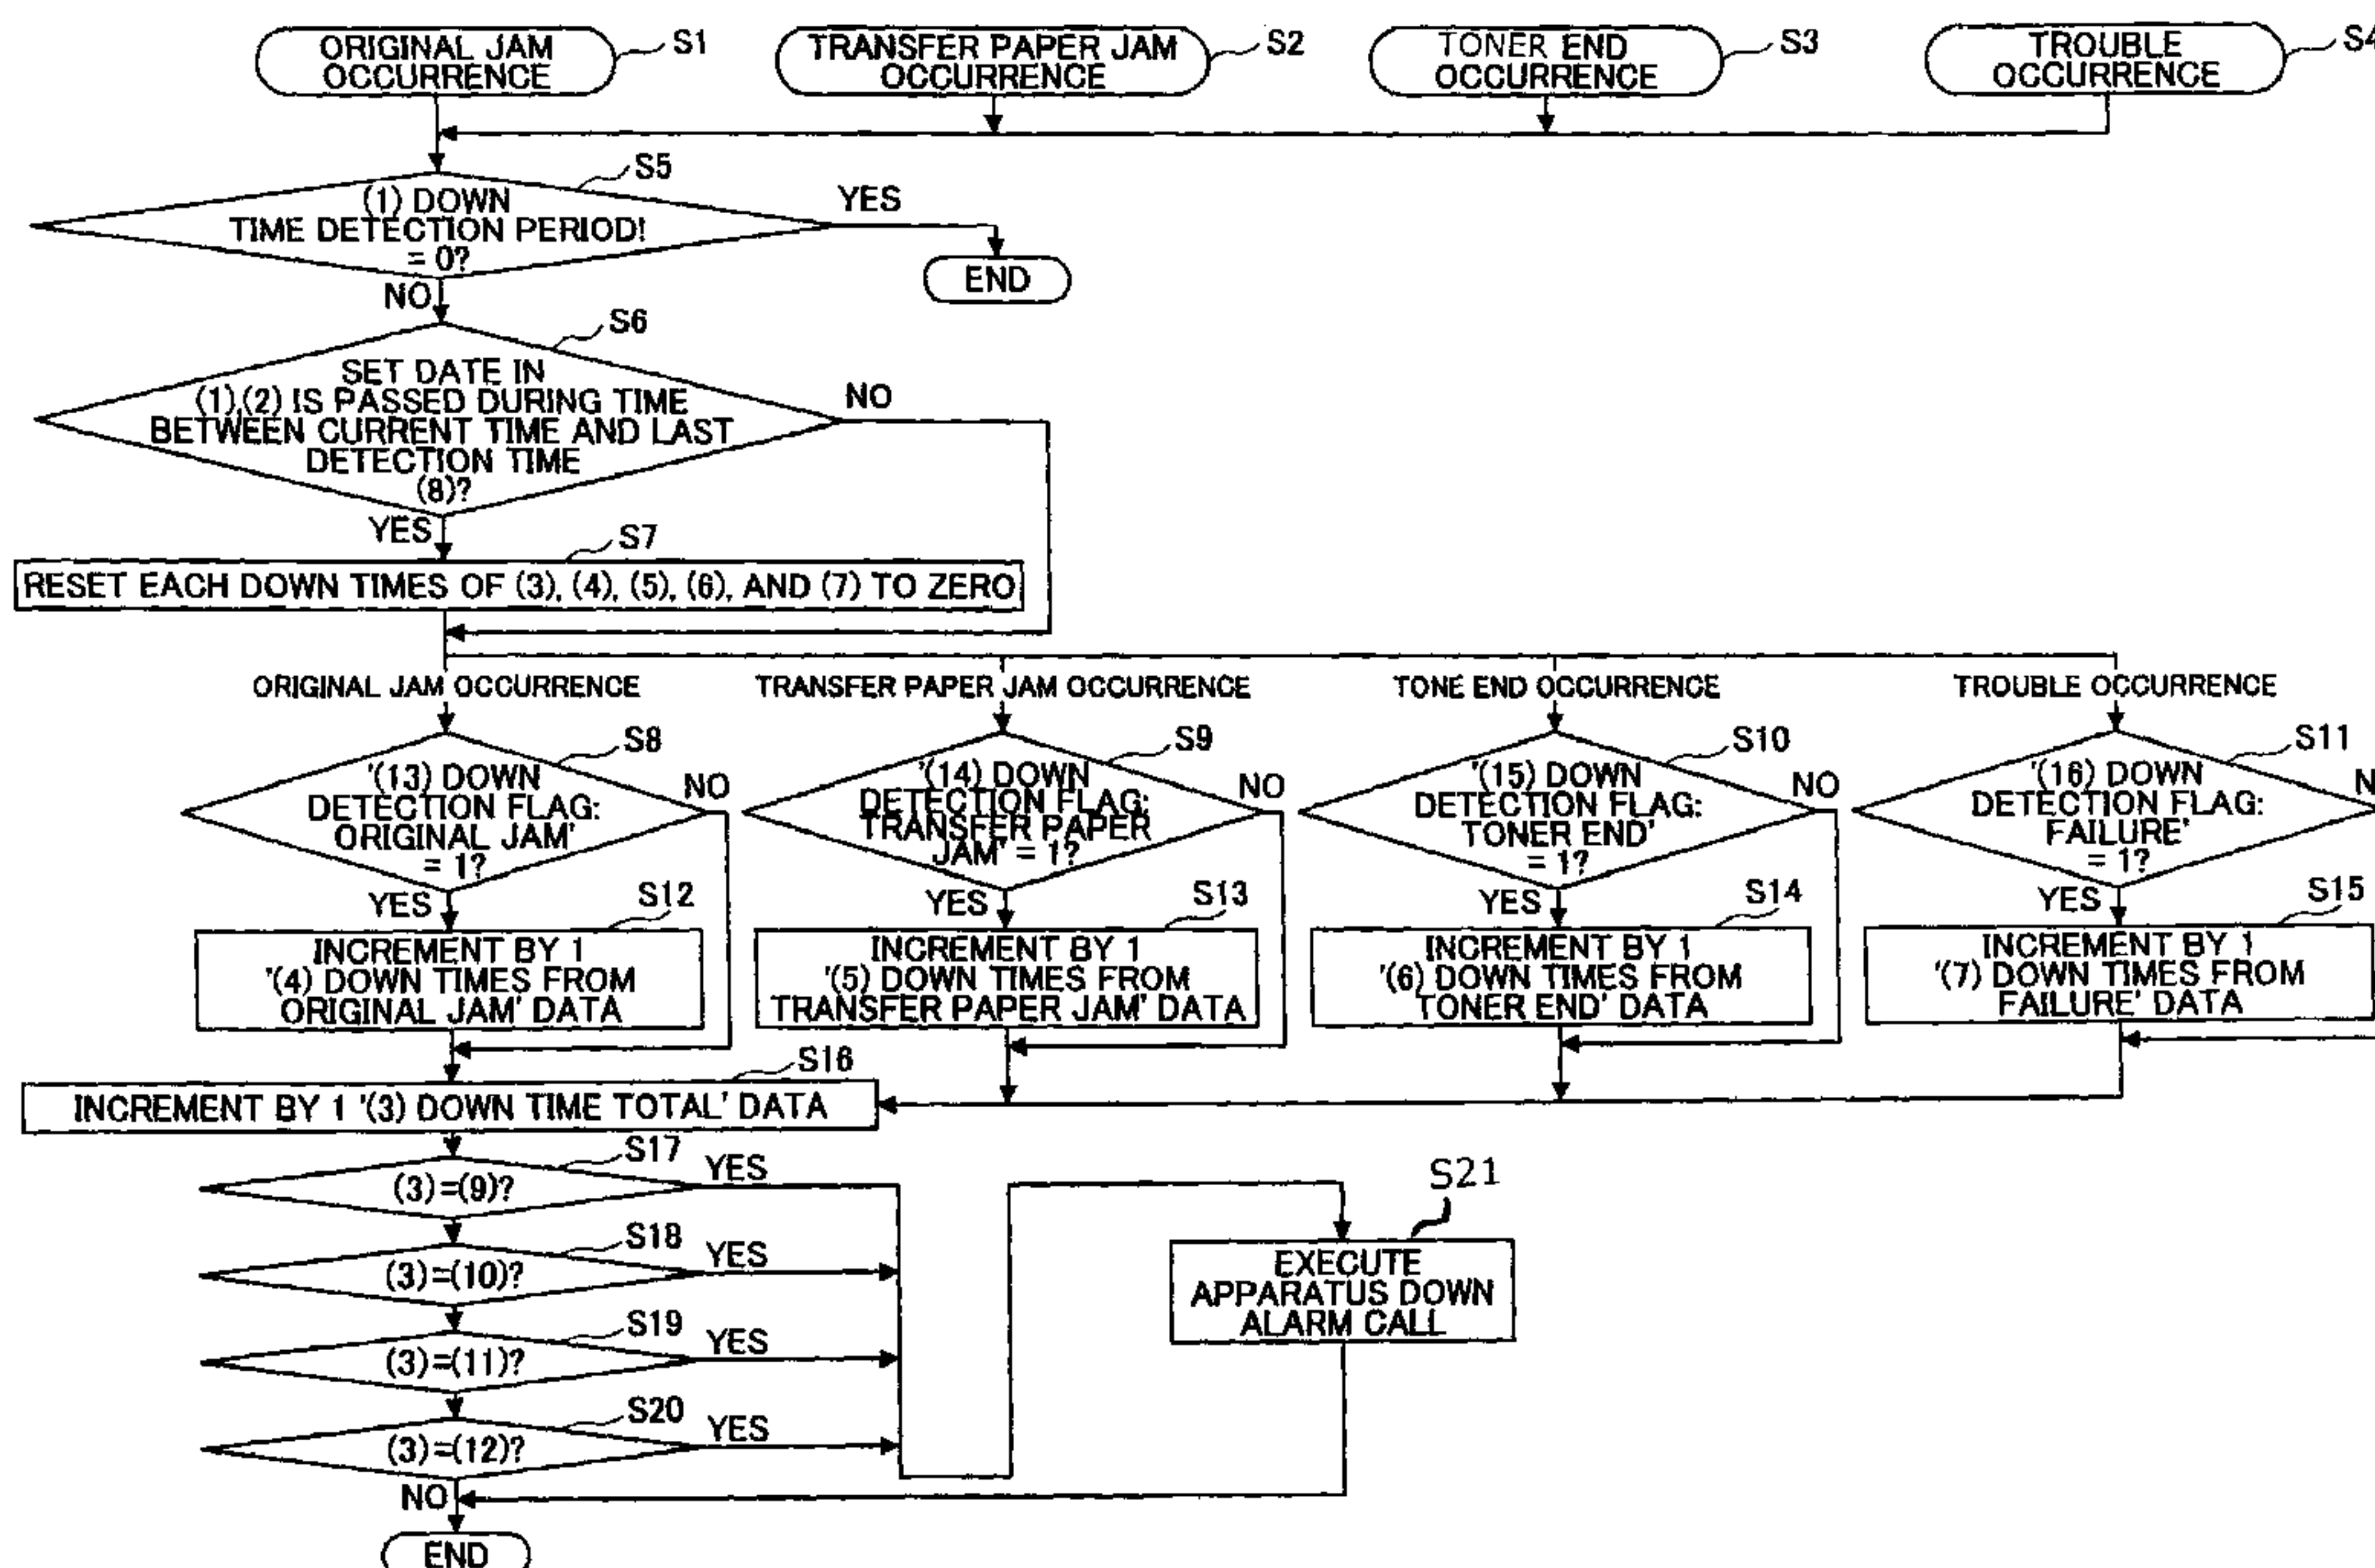 ORIGINAL JAM
OCCURRENCE
S1
TRANSFER PAPER JAM
OCCURRENCE
S2
TONER END
OCCURRENCE
S3
TROUBLE
OCCURRENCE
S4
S5
(1) DOWN
TIME DETECTION PERIOD!
= 0?
YES
END
NO
S6
SET DATE IN
(1),(2) IS PASSED DURING TIME
BETWEEN CURRENT TIME AND LAST
DETECTION TIME
(8)?
NO
YES
S7
RESET EACH DOWN TIMES OF (3), (4), (5), (6), AND (7) TO ZERO
ORIGINAL JAM OCCURRENCE
TRANSFER PAPER JAM OCCURRENCE
TONE END OCCURRENCE
TROUBLE OCCURRENCE
S8
'(13) DOWN
DETECTION FLAG:
ORIGINAL JAM'
= 1?
NO
YES
S9
'(14) DOWN
DETECTION FLAG:
TRANSFER PAPER
JAM' = 1?
NO
YES
S10
'(15) DOWN
DETECTION FLAG:
TONER END'
= 1?
NO
YES
S11
'(16) DOWN
DETECTION FLAG:
FAILURE'
= 1?
YES
S12
INCREMENT BY 1
'(4) DOWN TIMES FROM
ORIGINAL JAM' DATA
S13
INCREMENT BY 1
'(5) DOWN TIMES FROM
TRANSFER PAPER JAM' DATA
S14
INCREMENT BY 1
'(6) DOWN TIMES FROM
TONER END' DATA
S15
INCREMENT BY 1
'(7) DOWN TIMES FROM
FAILURE' DATA
S16
INCREMENT BY 1 '(3) DOWN TIME TOTAL' DATA
S17
(3)=(9)?
YES
S18
(3)=(10)?
YES
S19
(3)=(11)?
YES
S20
(3)=(12)?
YES
NO
S21
EXECUTE
APPARATUS DOWN
ALARM CALL
END